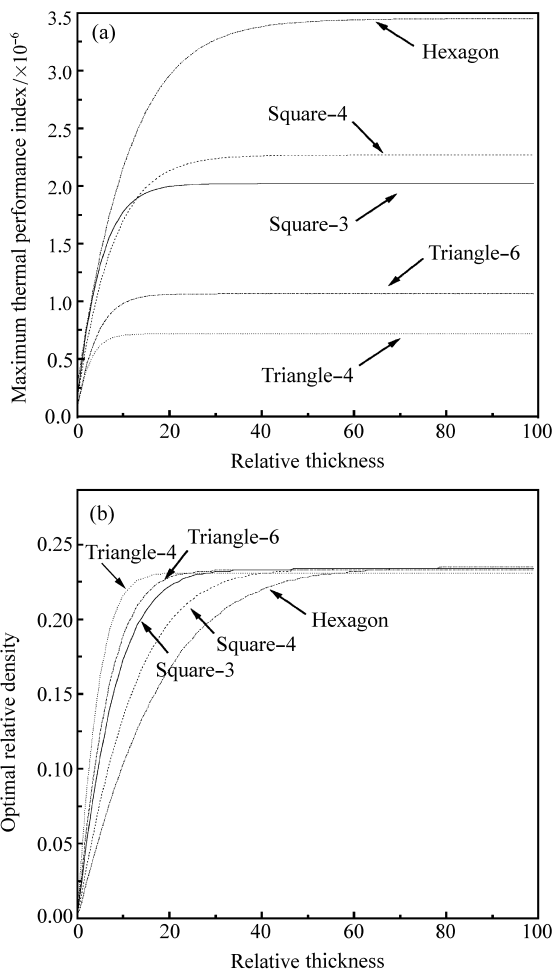 (a)
Maximum thermal performance index/×10⁻⁶
3.5
3.0
2.5
2.0
1.5
1.0
0.5
0
Hexagon
Square-4
Square-3
Triangle-6
Triangle-4
0 20 40 60 80 100
Relative thickness
(b)
Optimal relative density
0.25
0.20
0.15
0.10
0.05
0.00
Triangle-4
Triangle-6
Hexagon
Square-4
Square-3
0 20 40 60 80 100
Relative thickness